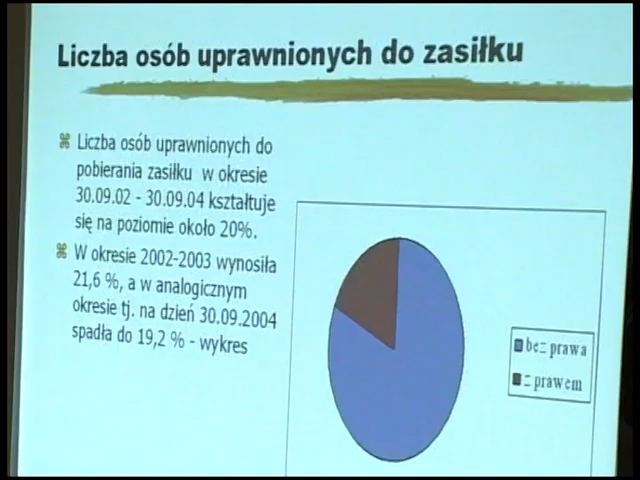 Liczba osób uprawnionych do zasiłku
Liczba osób uprawnionych do
pobierania zasiłku w okresie
30.09.02 - 30.09.04 kształtuje
się na poziomie około 20%.
W okresie 2002-2003 wynosiła
21,6 %, a w analogicznym
okresie tj. na dzień 30.09.2004
spadła do 19,2 % - wykres
bez prawa
z prawem